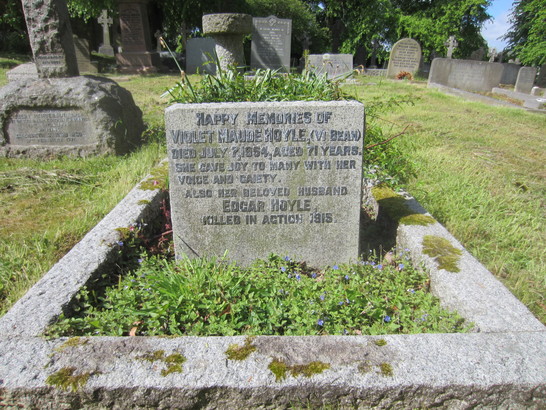 HAPPY MEMORIES OF
VIOLET MAUDE HOYLE, (VI BEAN)
DIED JULY 7, 1954, AGED 71 YEARS.
SHE GAVE JOY TO MANY WITH HER
VOICE AND GAIETY.
ALSO HER BELOVED HUSBAND
EDGAR HOYLE
KILLED IN ACTION 1915